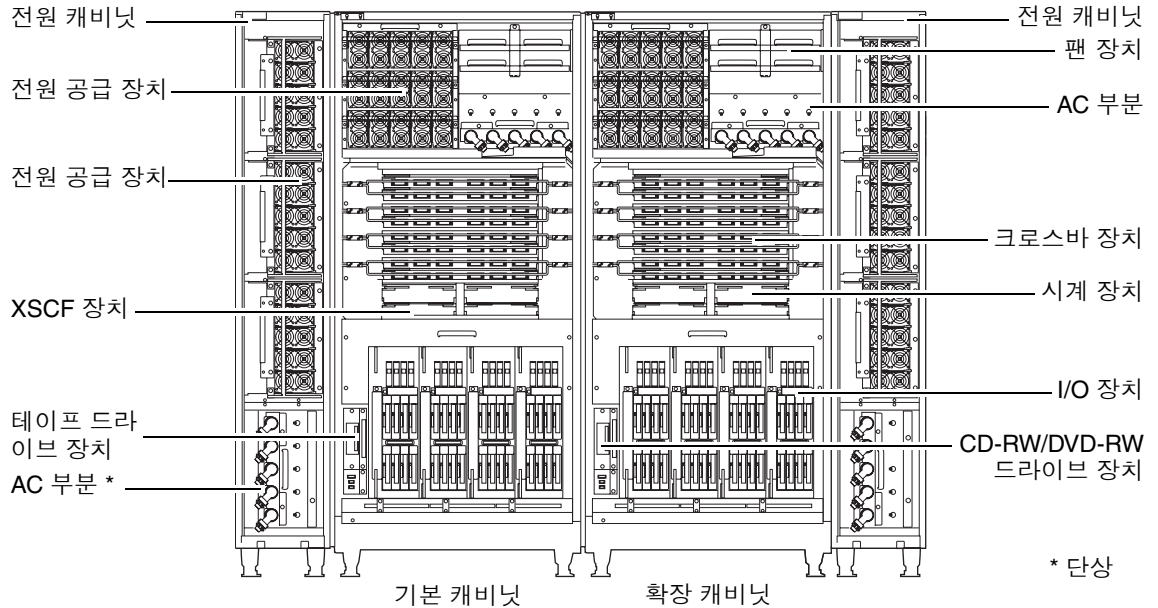 전원 캐비닛
전원 공급 장치
전원 공급 장치
XSCF 장치
테이프 드라
이브 장치
AC 부분 *
전원 캐비닛
팬 장치
AC 부분
크로스바 장치
시계 장치
I/O 장치
CD-RW/DVD-RW
드라이브 장치
* 단상
기본 캐비닛
확장 캐비닛